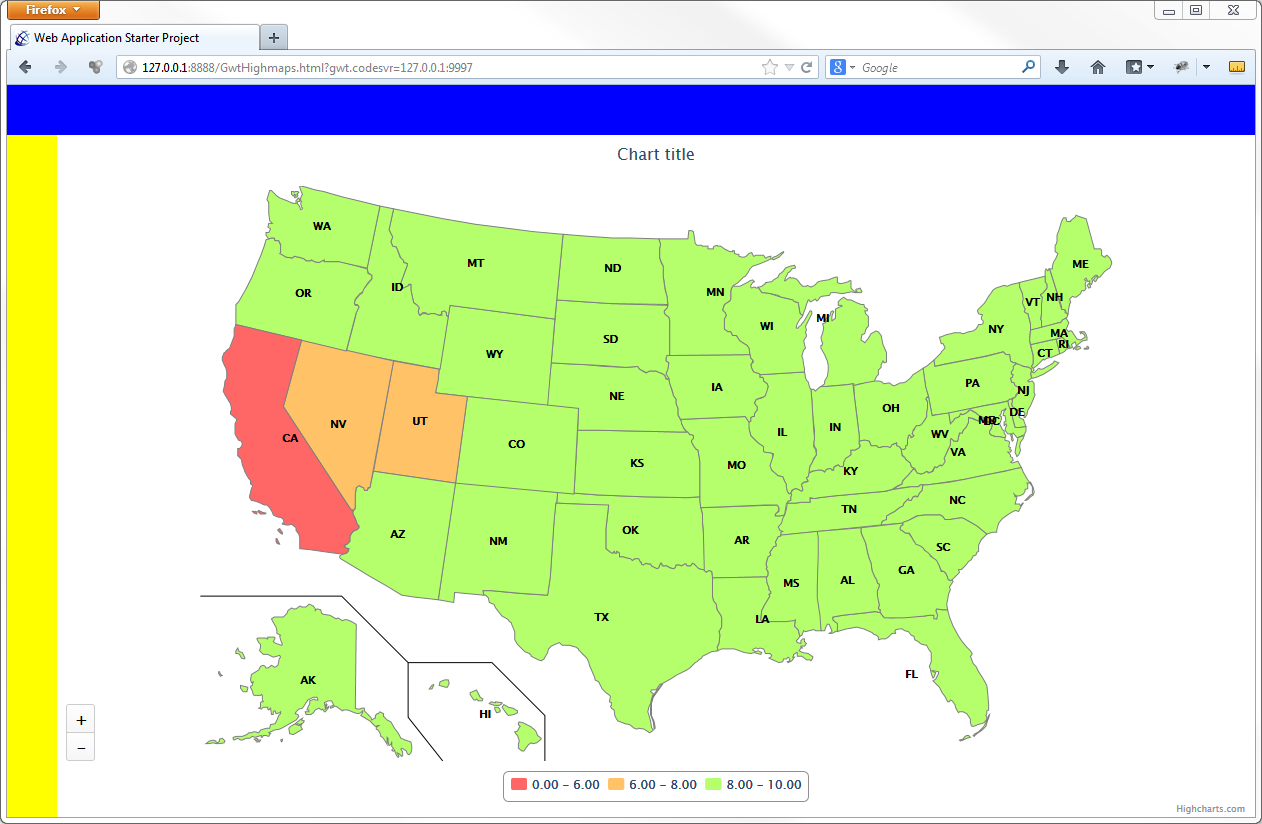 Firefox
Web Application Starter Project
127.0.0.1:8888/GwtHighmaps.html?gwt.codesvr=127.0.0.1:9997
Google
Chart title
WA
MT
ND
ME
OR
ID
MN
VT NH
WI
MI
NY
MA
RI
SD
WY
CT
IA
PA
NE
NJ
OH
DE
UT
NV
IN
IL
WV
CA
CO
VA
KS
MO
KY
NC
TN
OK
AZ
NM
AR
SC
GA
MS
AL
TX
LA
FL
AK
HI
+
−
0.00 – 6.00 6.00 – 8.00 8.00 – 10.00
Highcharts.com